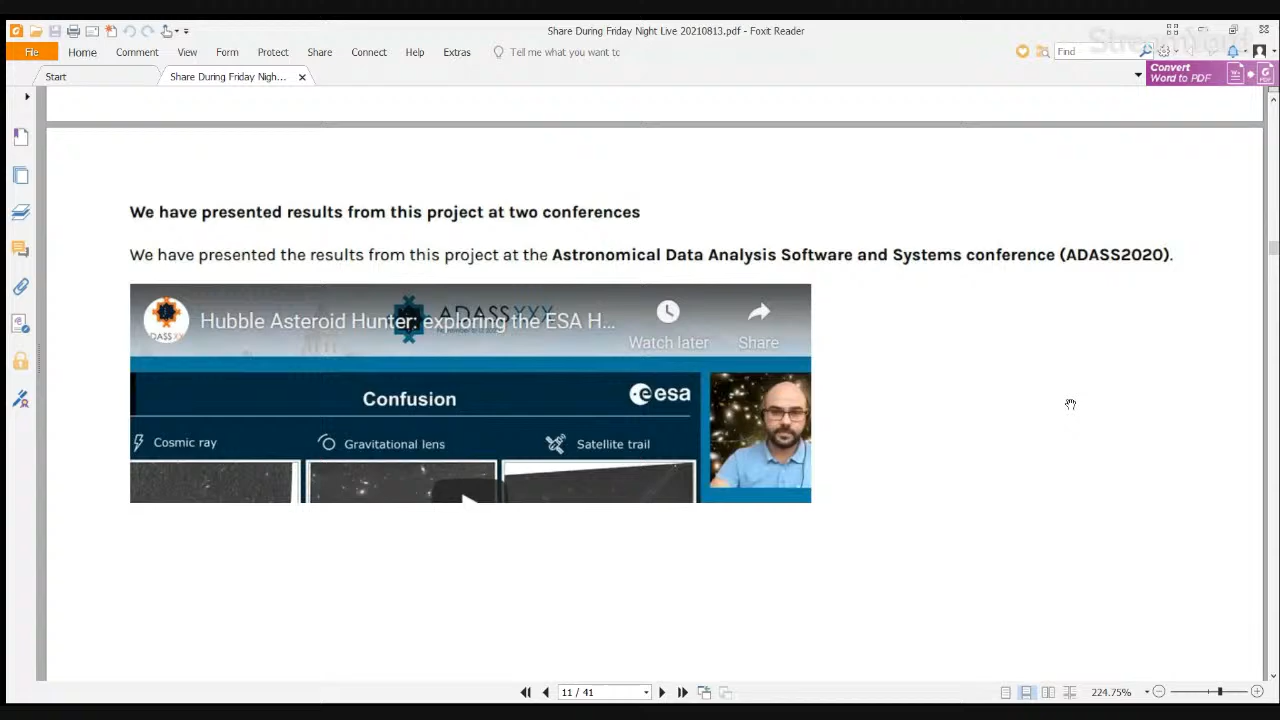 Share During Friday Night Live 20210813.pdf - Foxit Reader
File Home Comment View Form Protect Share Connect Help Extras Tell me what you want to
Find
Start
Share During Friday Nigh...
Convert
Word to PDF
We have presented results from this project at two conferences
We have presented the results from this project at the Astronomical Data Analysis Software and Systems conference (ADASS2020).
ADASS XXX
Hubble Asteroid Hunter: exploring the ESA H...
Watch later
Share
Confusion
esa
Cosmic ray
Gravitational lens
Satellite trail
11 / 41
224.75%